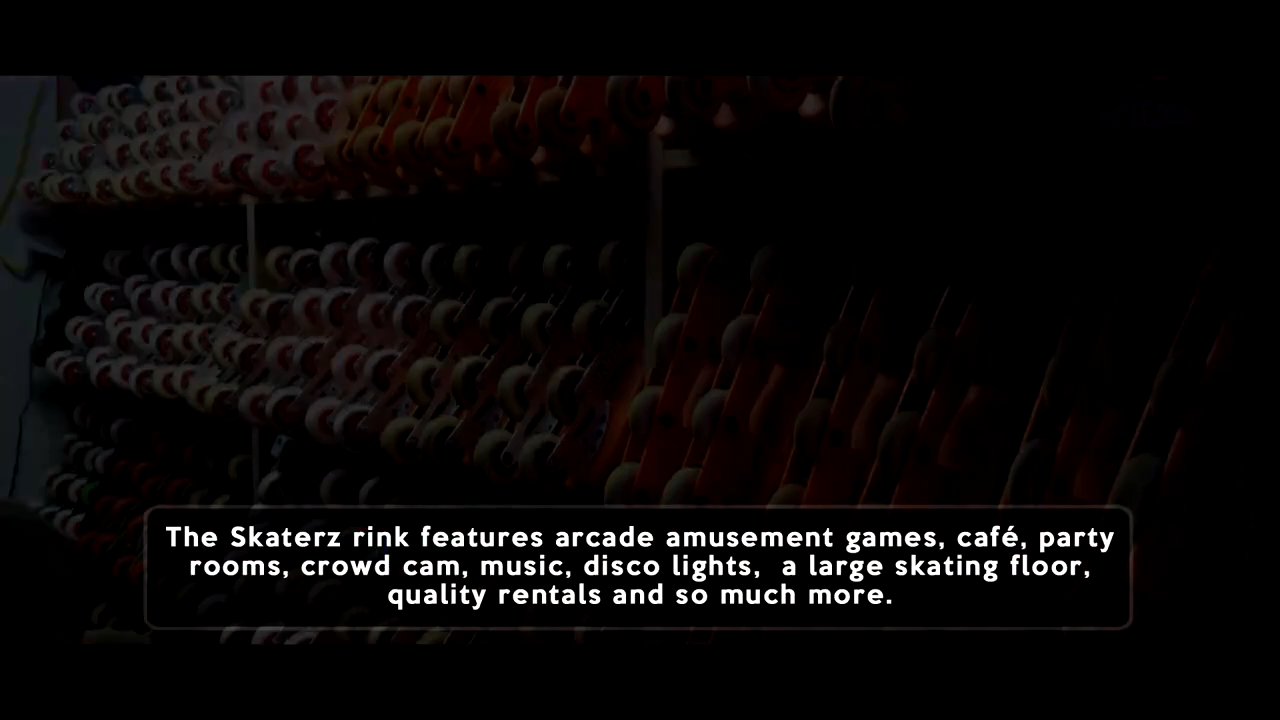 The Skaterz rink features arcade amusement games, café, party
rooms, crowd cam, music, disco lights,  a large skating floor,
quality rentals and so much more.